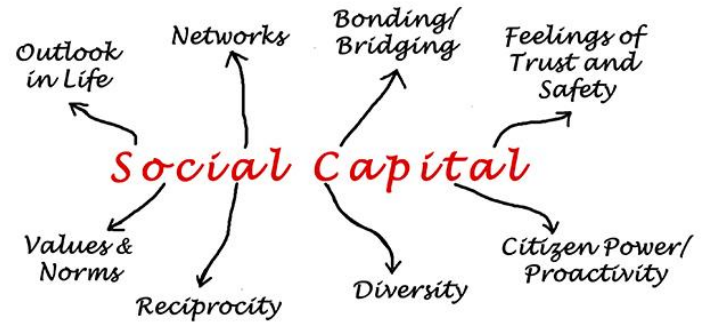 Outlook
in Life
Networks
Bonding/
Bridging
Feelings of
Trust and
Safety
Social Capital
Values &
Norms
Reciprocity
Diversity
Citizen Power/
Proactivity